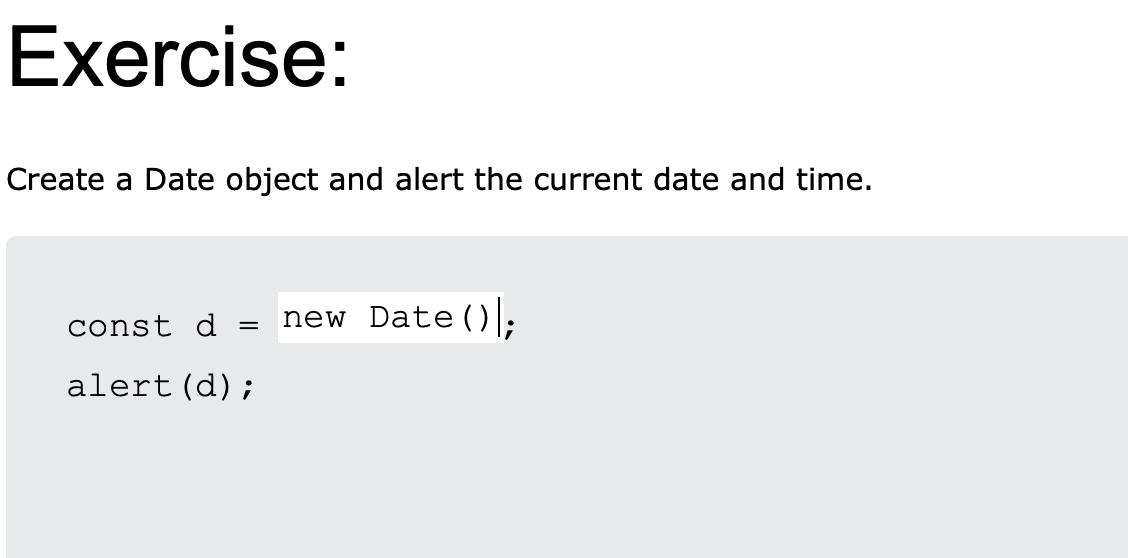 Exercise:
Create a Date object and alert the current date and time.
const d = new Date();
alert(d);